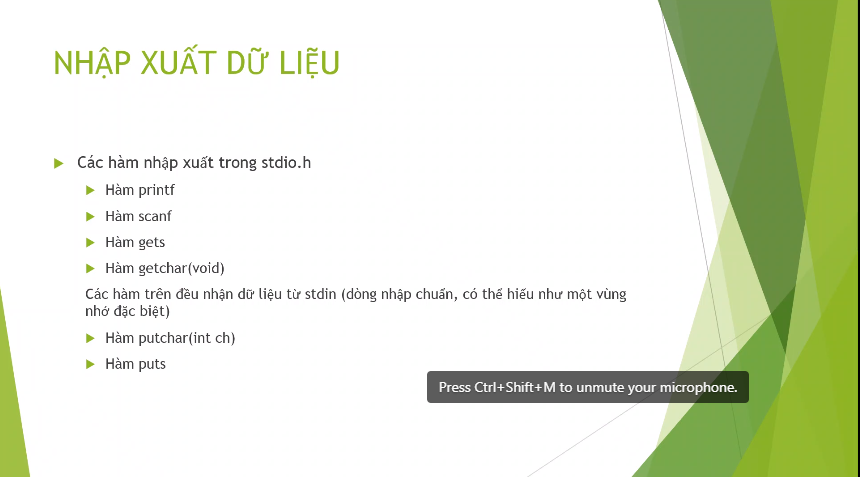 NHẬP XUẤT DỮ LIỆU
Các hàm nhập xuất trong stdio.h
Hàm printf
Hàm scanf
Hàm gets
Hàm getchar(void)
Các hàm trên đều nhận dữ liệu từ stdin (dòng nhập chuẩn, có thể hiểu như một vùng
nhớ đặc biệt)
Hàm putchar(int ch)
Hàm puts
Press Ctrl+Shift+M to unmute your microphone.